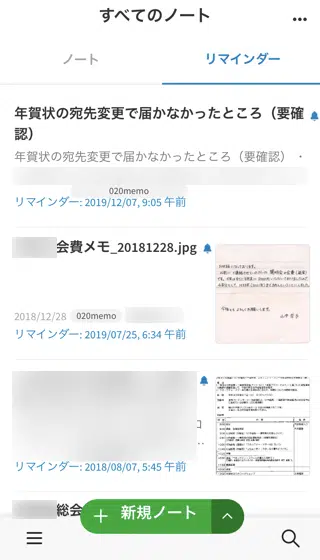 すべてのノート
ノート
リマインダー
年賀状の宛先変更で届かなかったところ（要確
認）
年賀状の宛先変更で届かなかったところ（要確認） ・
020memo
リマインダー: 2019/12/07, 9:05 午前
会費メモ_20181228.jpg
2018/12/28 020memo
リマインダー: 2019/07/25, 6:34 午前
リマインダー: 2018/08/07, 5:45 午前
総会
新規ノート